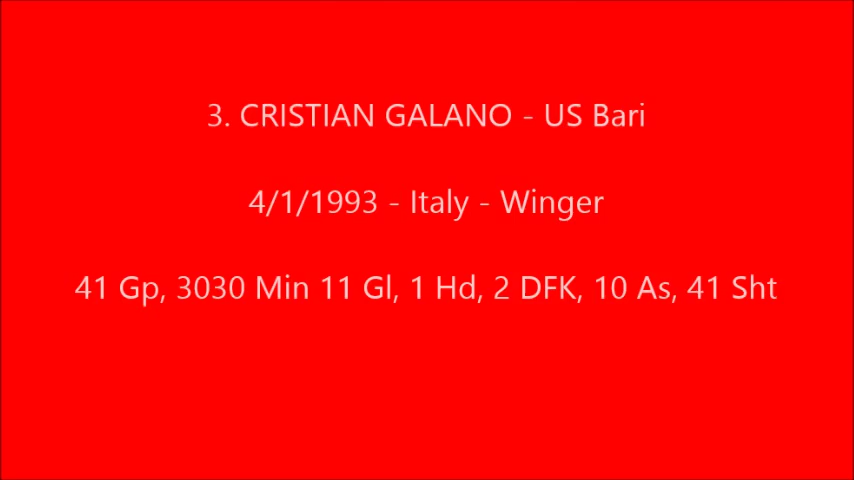 3. CRISTIAN GALANO - US Bari
4/1/1993 - Italy - Winger
41 Gp, 3030 Min 11 Gl, 1 Hd, 2 DFK, 10 As, 41 Sht